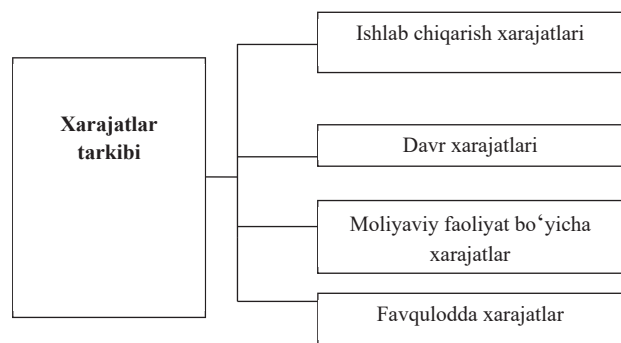 Xarajatlar
tarkibi
Ishlab chiqarish xarajatlari
Davr xarajatlari
Moliyaviy faoliyat bo‘yicha
xarajatlar
Favqulodda xarajatlar